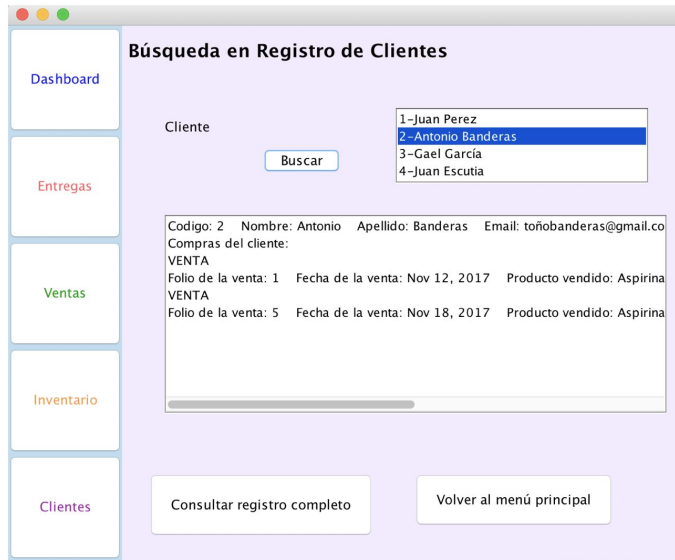 Búsqueda en Registro de Clientes
Dashboard
Entregas
Ventas
Inventario
Clientes
Cliente
Buscar
1-Juan Perez
2-Antonio Banderas
3-Gael García
4-Juan Escutia
Codigo: 2 Nombre: Antonio Apellido: Banderas Email: toñobanderas@gmail.co
Compras del cliente:
VENTA
Folio de la venta: 1 Fecha de la venta: Nov 12, 2017 Producto vendido: Aspirina
VENTA
Folio de la venta: 5 Fecha de la venta: Nov 18, 2017 Producto vendido: Aspirina
Consultar registro completo
Volver al menú principal